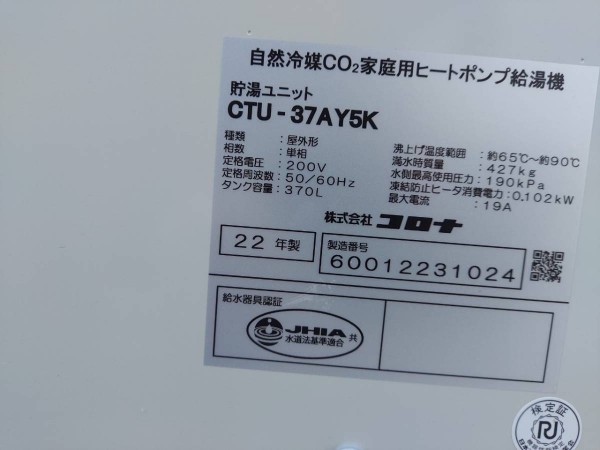 自然冷媒CO₂家庭用ヒートポンプ給湯機
貯湯ユニット
CTU-37AY5K
種類 : 屋外形
相数 : 単相
定格電圧 : 200V
定格周波数 : 50/60Hz
タンク容量 : 370L
沸上げ温度範囲 : 約65℃～約90℃
満水時質量 : 427kg
水側最高使用圧力 : 190kPa
凍結防止ヒータ消費電力 : 0.102kW
最大電流 : 19A
株式会社 コロナ
22 年製
製造番号
60012231024
給水器具認証
JHIA
水道法基準適合
共
検定証